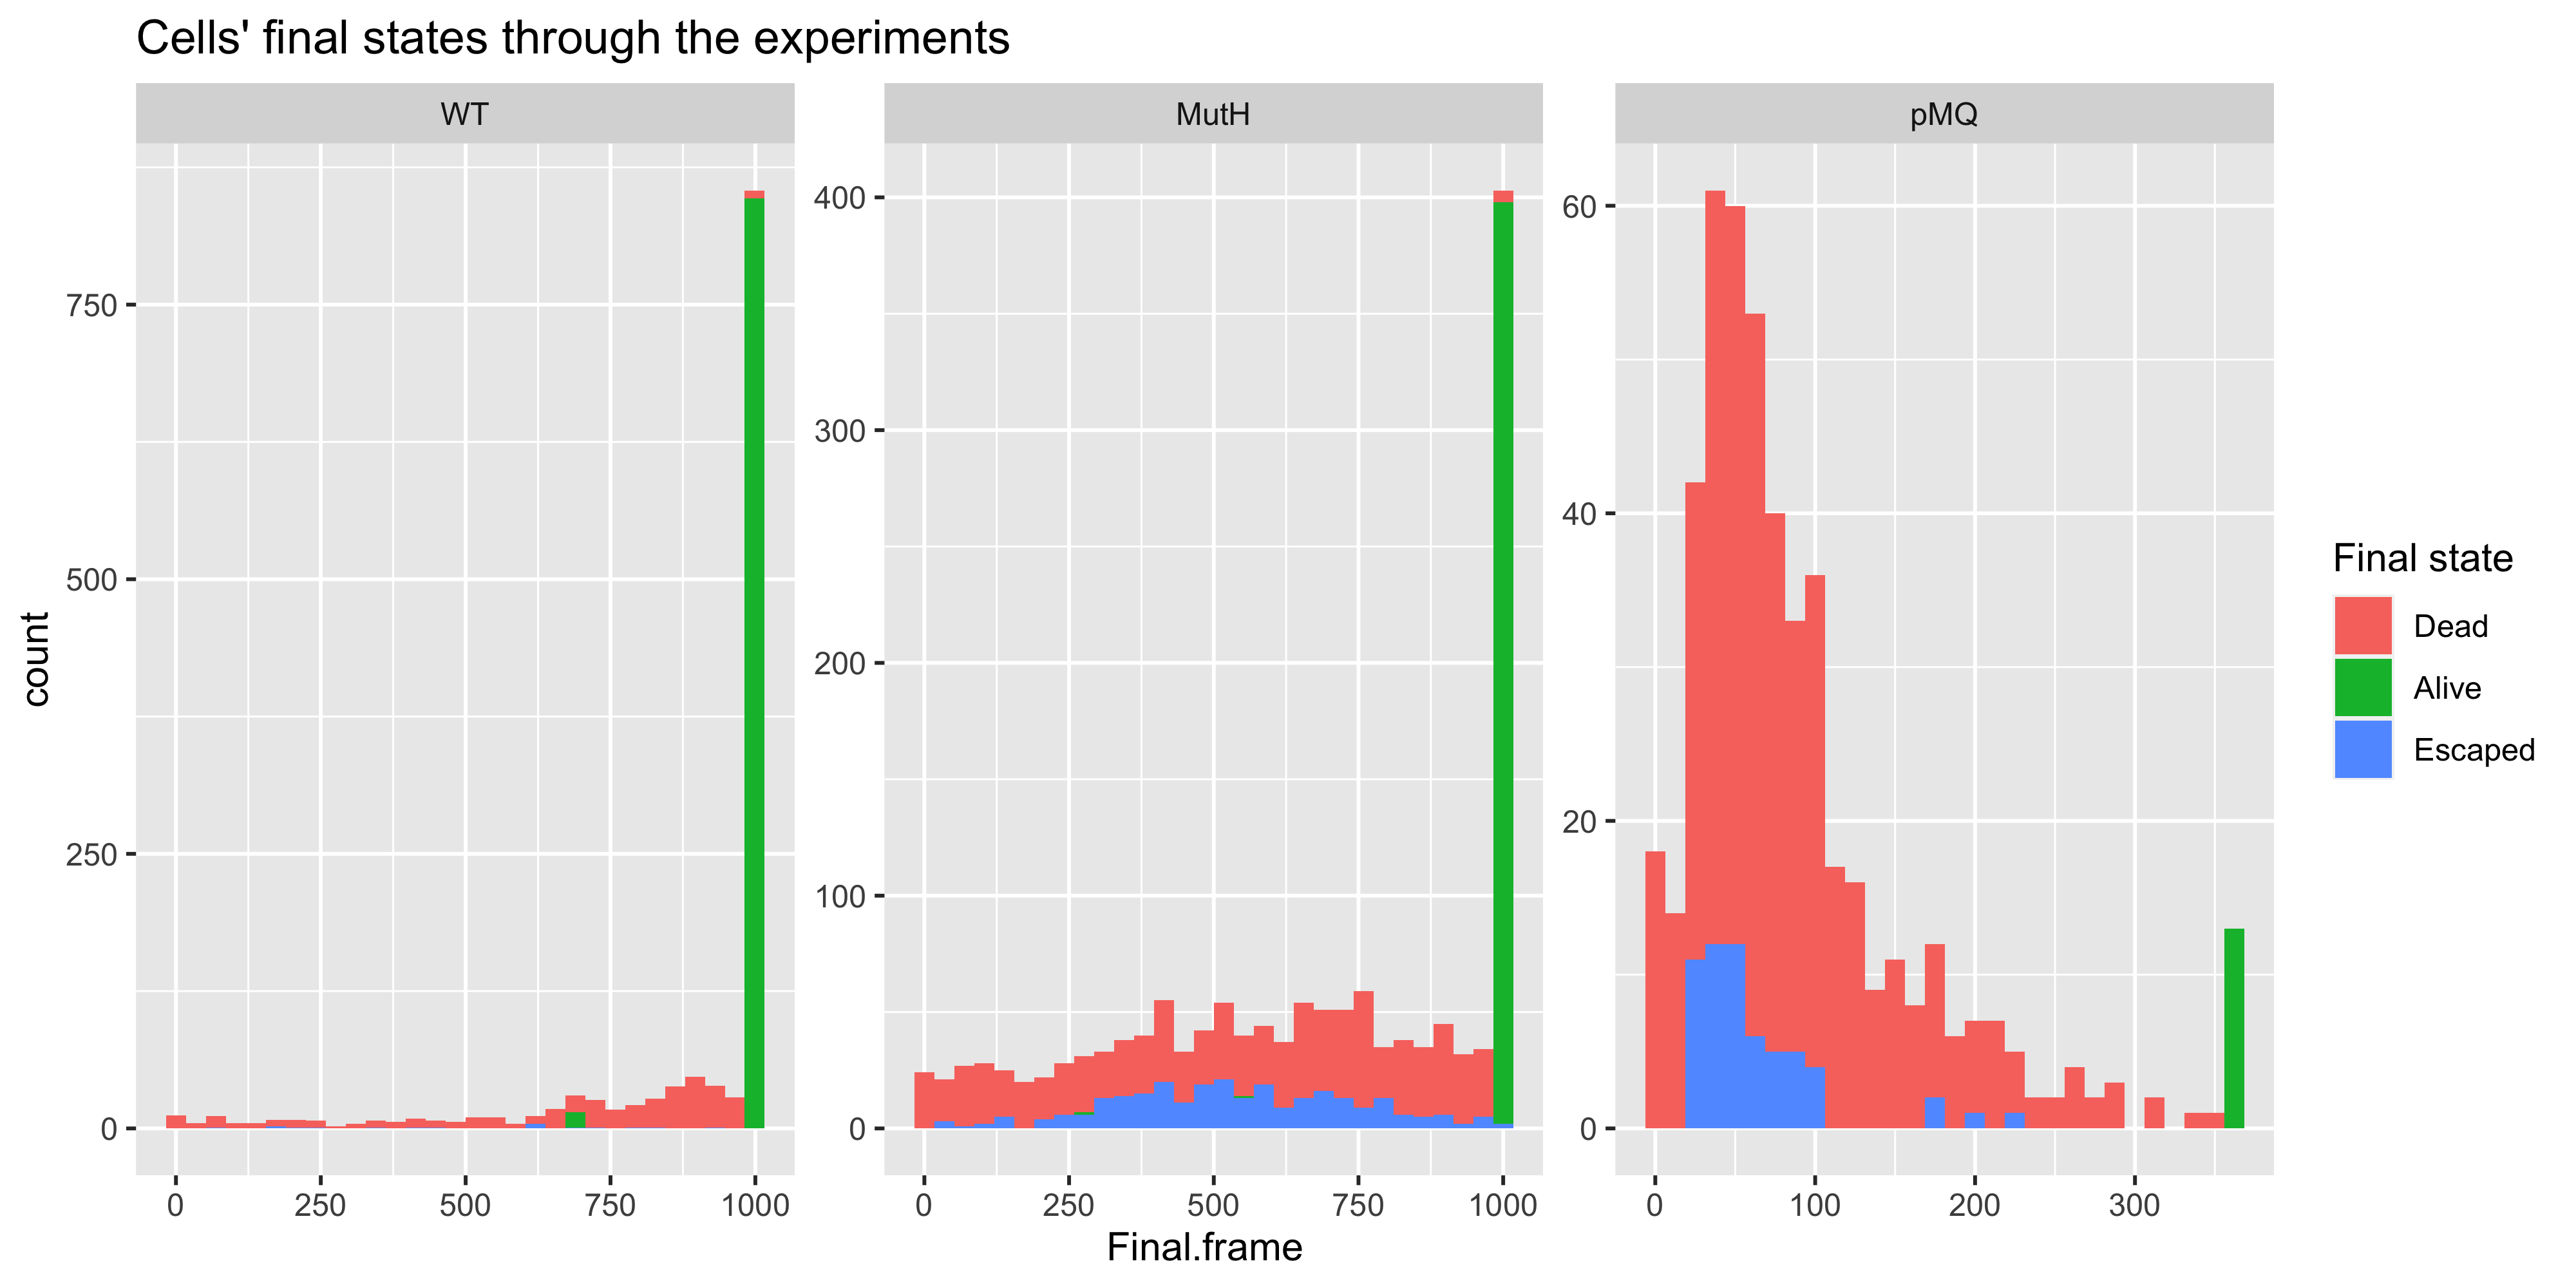 Cells' final states through the experiments
WT
MutH
pMQ
count
750
500
250
0
400
300
200
100
0
60
40
20
0
0 250 500 750 1000
0 250 500 750 1000
0 100 200 300
Final.frame
Final state
Dead
Alive
Escaped